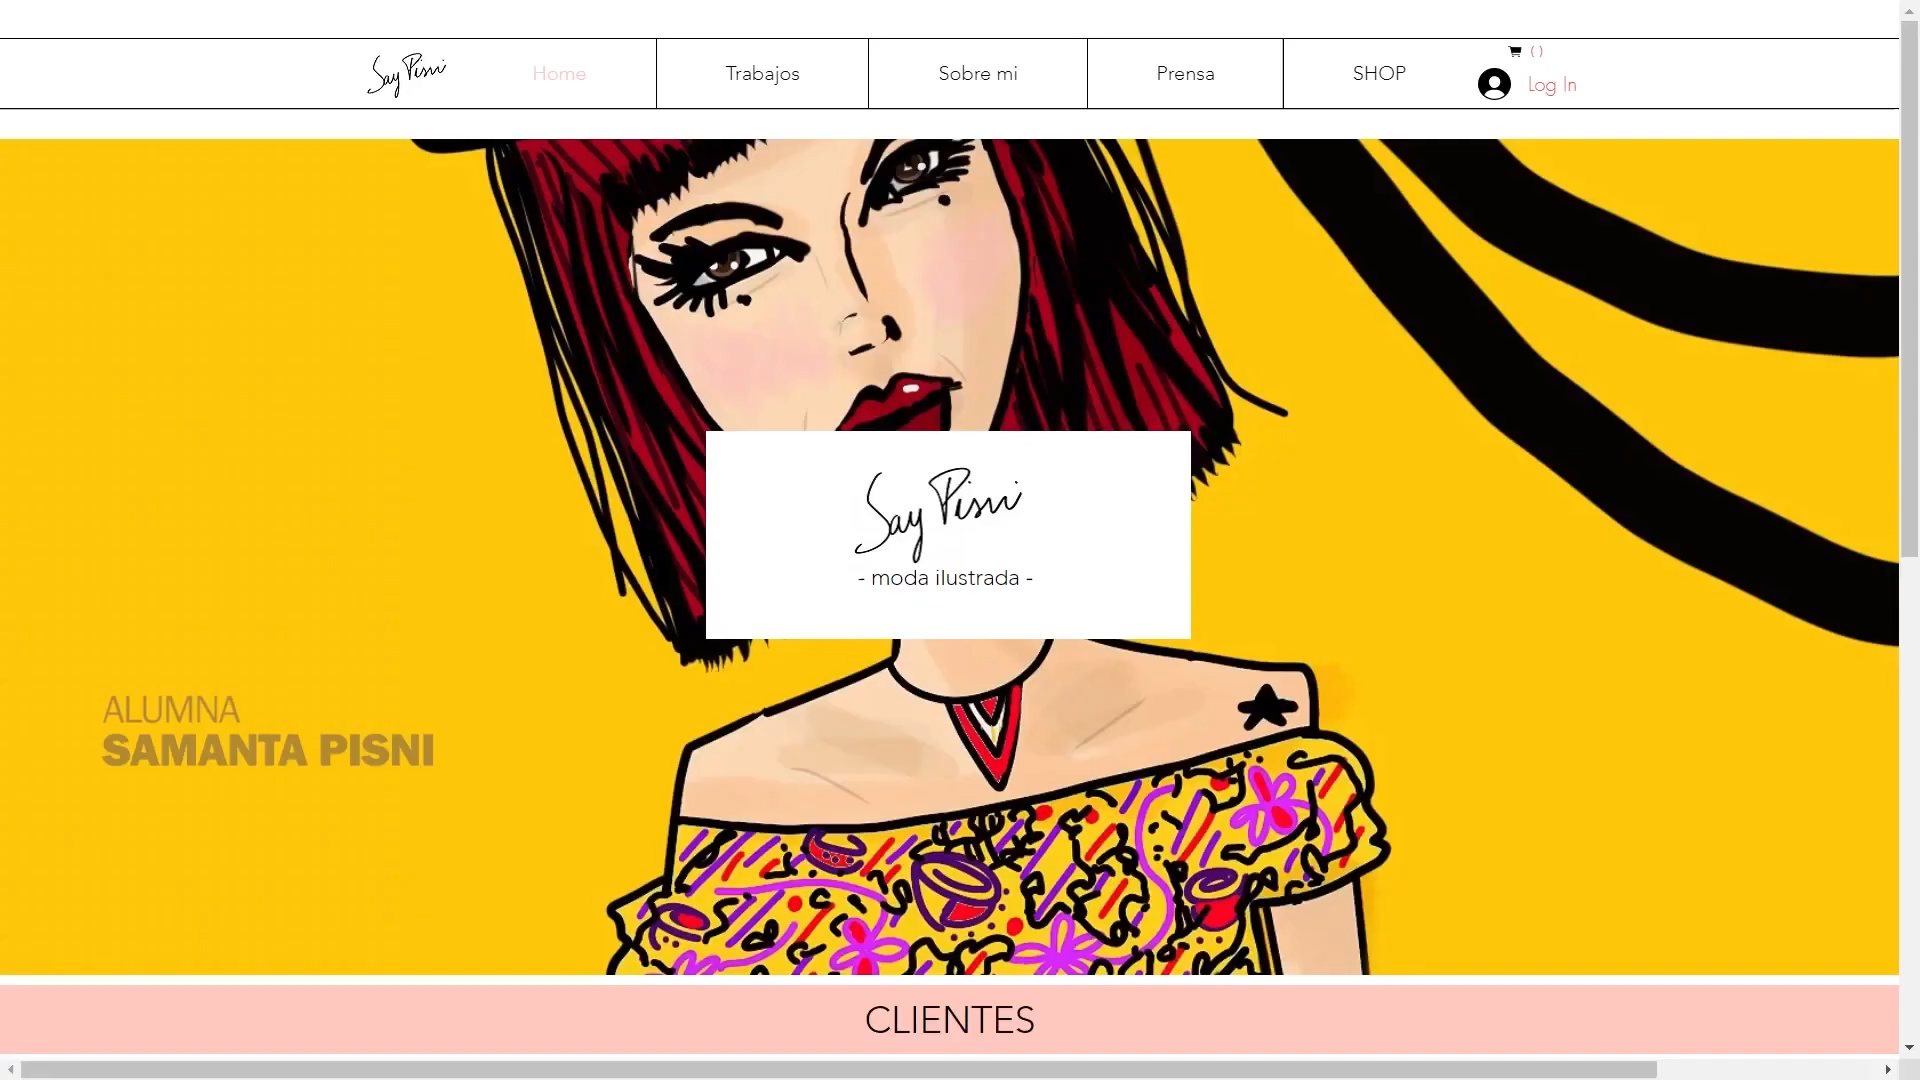 Say Pisni
Home
Trabajos
Sobre mi
Prensa
SHOP
( )
Log In
Say Pisni
- moda ilustrada -
ALUMNA
SAMANTA PISNI
CLIENTES